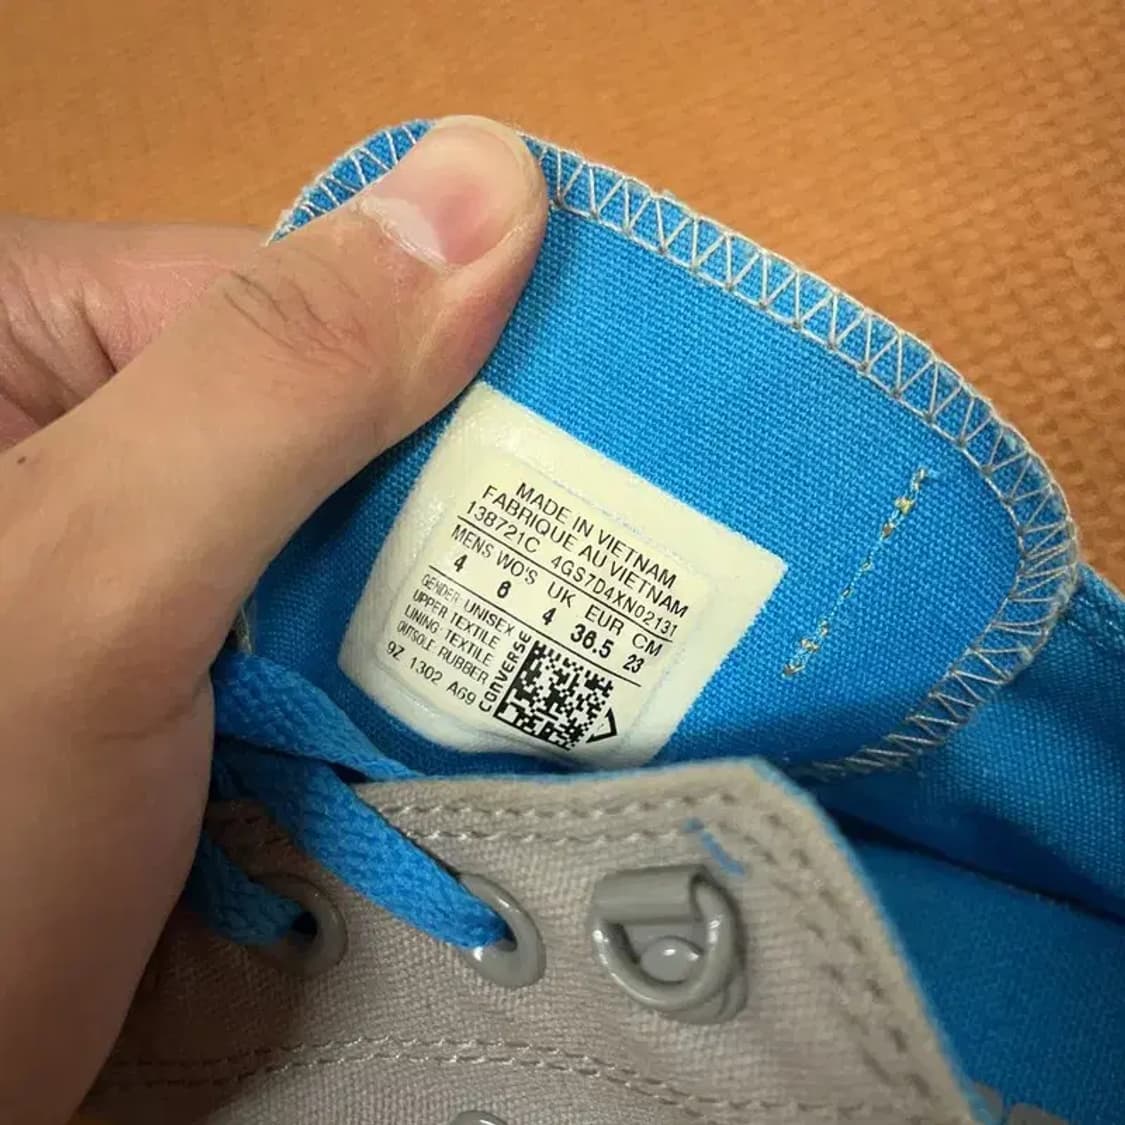 MADE IN VIETNAM
FABRIQUE AU VIETNAM
138721C 4GS7D4XN02131
MENS WO'S UK EUR CM
4 6 4 36.5 23
GENDER: UNISEX
UPPER TEXTILE
LINING: TEXTILE
OUTSOLE: RUBBER
9Z 1302 A69
CONVERSE